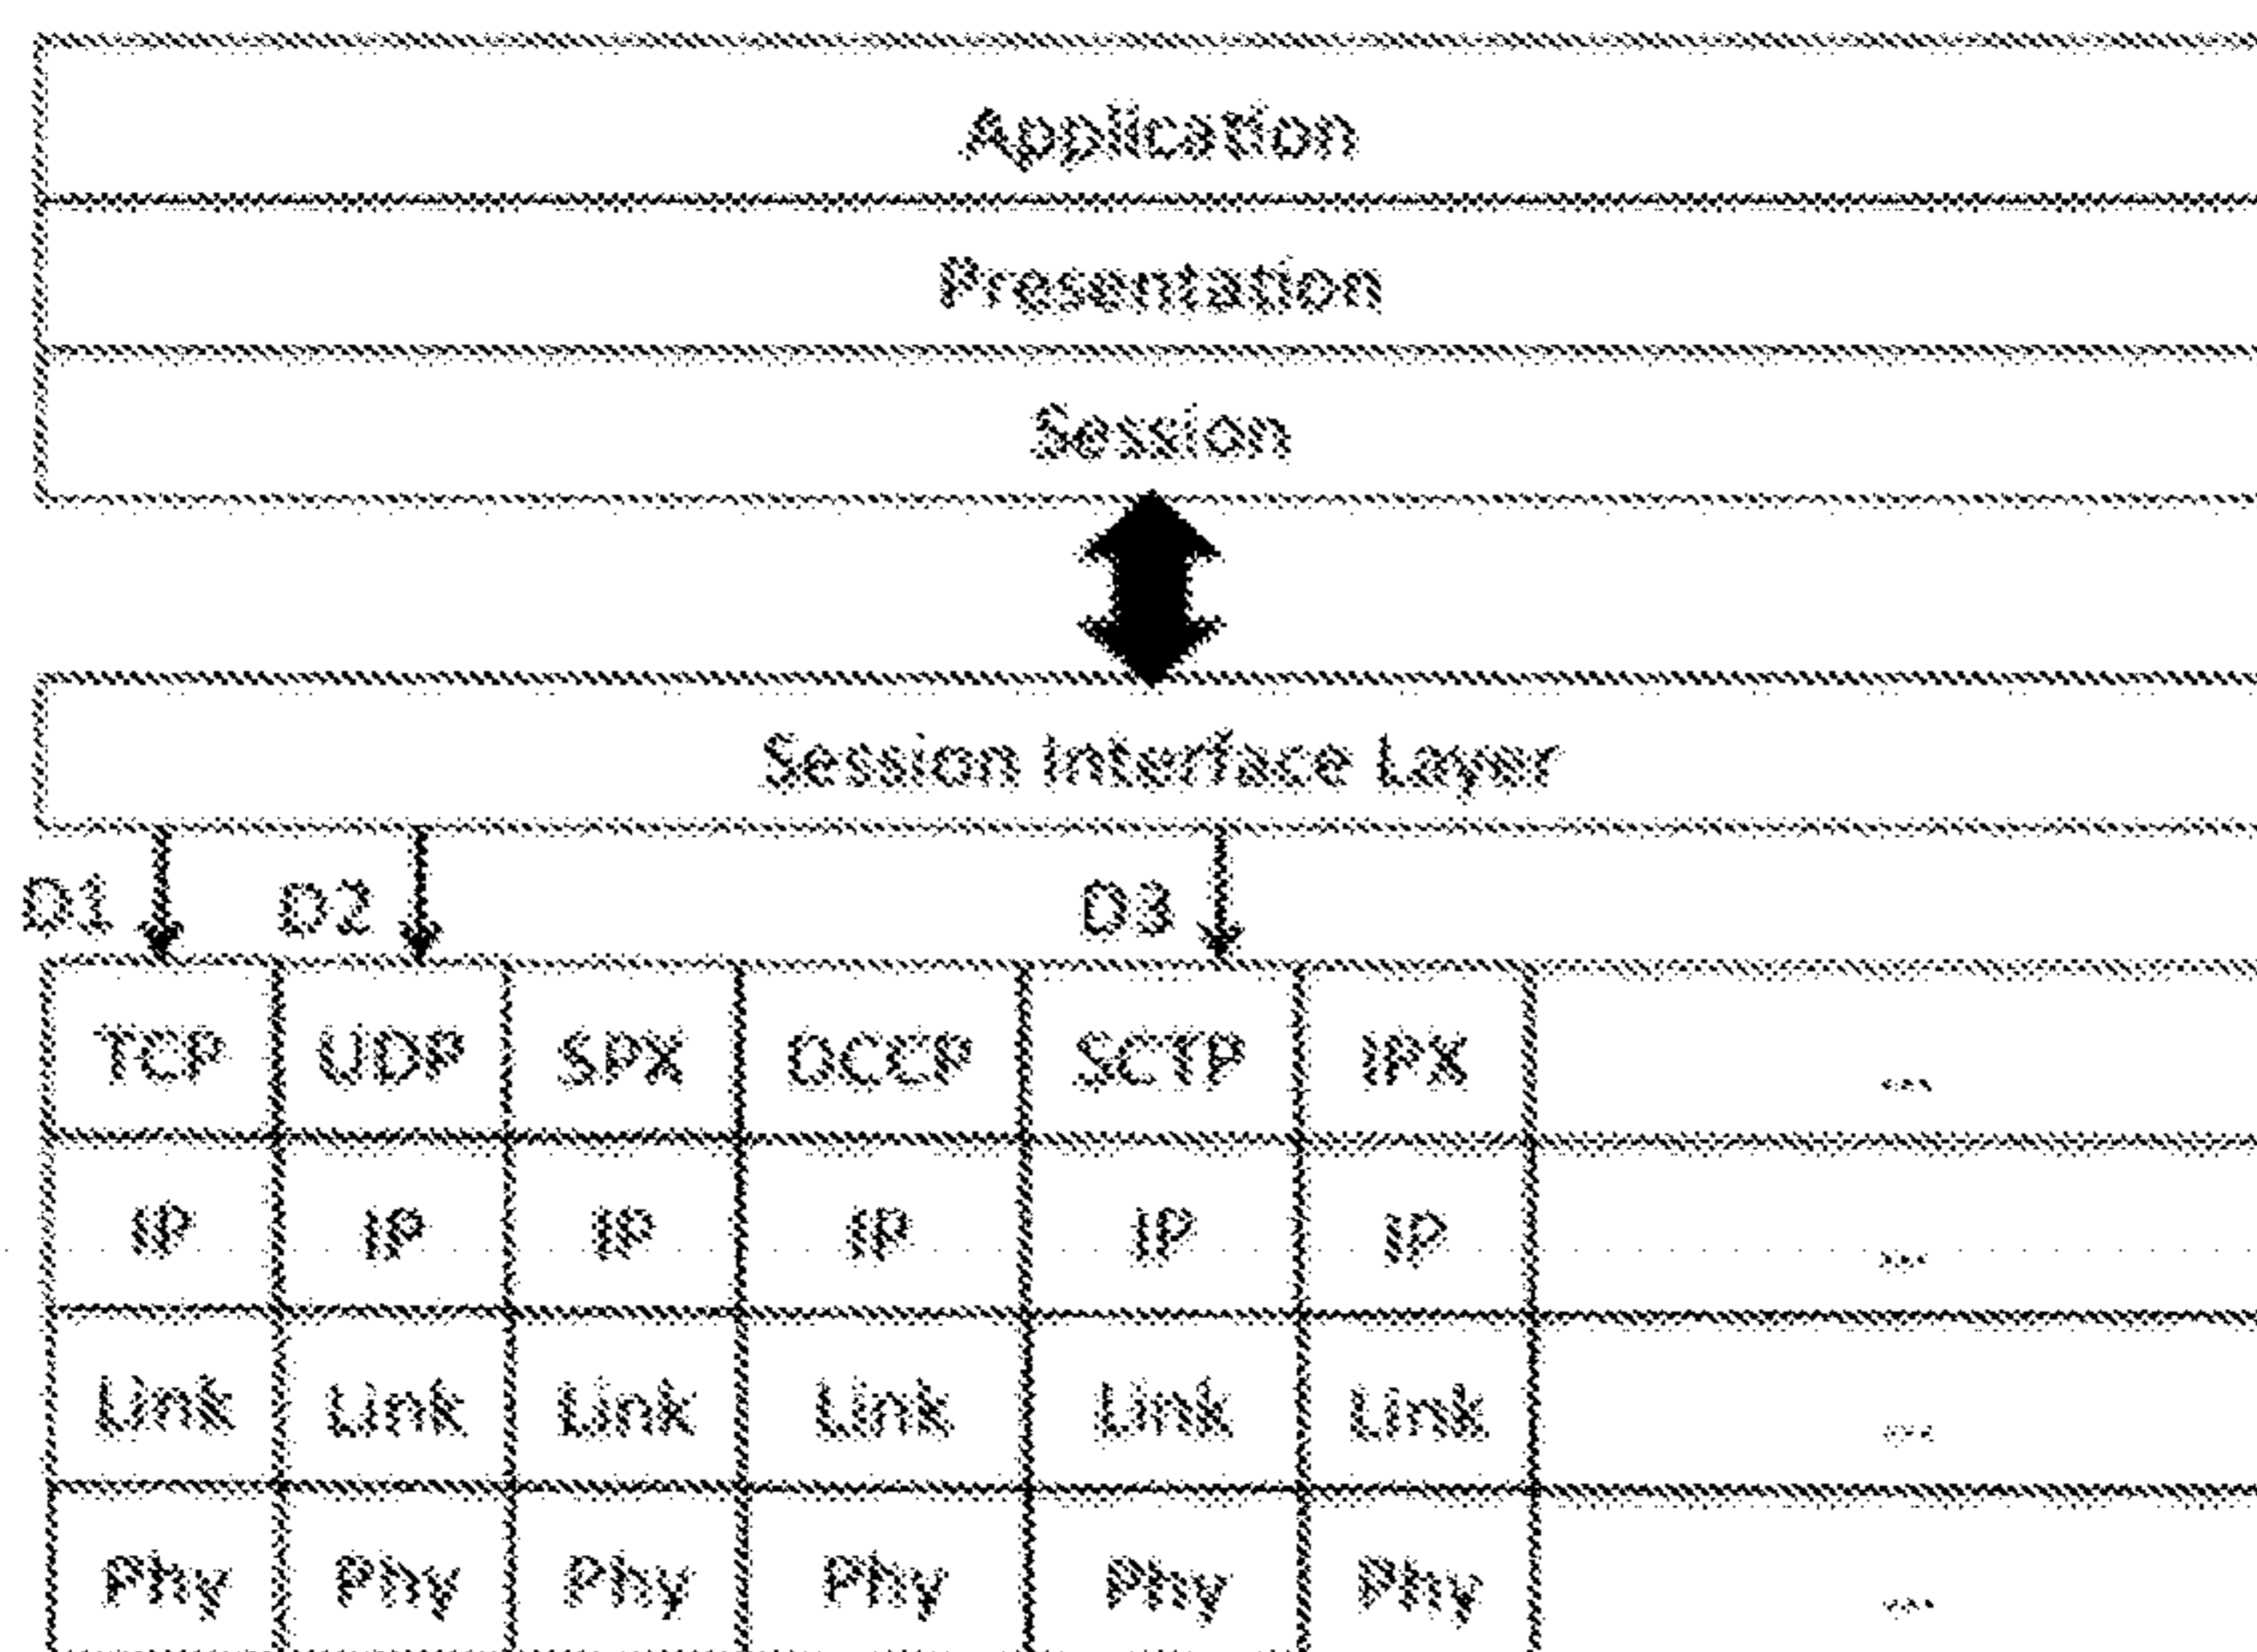 Application
Presentation
Session
Session Interface Layer
D1 D2 D3
TCP UDP SPX DCCP SCTP IPX ...
IP IP IP IP IP IP ...
Link Link Link Link Link Link ...
Phy Phy Phy Phy Phy Phy ...